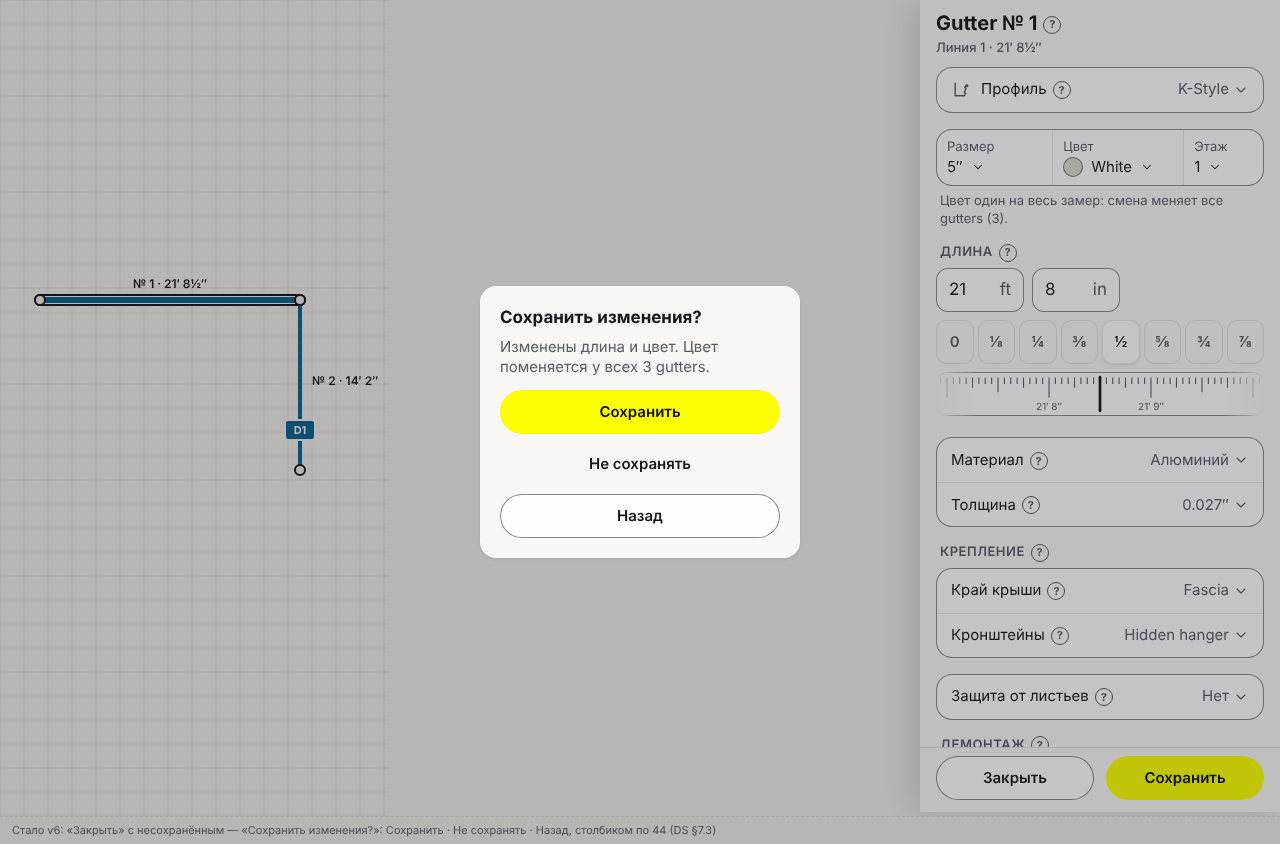 Gutter № 1 ?
Линия 1 · 21′ 8½″
Профиль ? K-Style
Размер Цвет Этаж
5″ White 1
Цвет один на весь замер: смена меняет все
gutters (3).
ДЛИНА ?
21 ft 8 in
0 ⅛ ¼ ⅜ ½ ⅝ ¾ ⅞
21′ 8″ 21′ 9″
Материал ? Алюминий
Толщина ? 0.027″
КРЕПЛЕНИЕ ?
Край крыши ? Fascia
Кронштейны ? Hidden hanger
Защита от листьев ? Нет
ДЕМОНТАЖ ?
Закрыть Сохранить
№ 1 · 21′ 8½″
№ 2 · 14′ 2″
D1
Сохранить изменения?
Изменены длина и цвет. Цвет
поменяется у всех 3 gutters.
Сохранить
Не сохранять
Назад
Стало v6: «Закрыть» с несохранённым — «Сохранить изменения?»: Сохранить · Не сохранять · Назад, столбиком по 44 (DS §7.3)